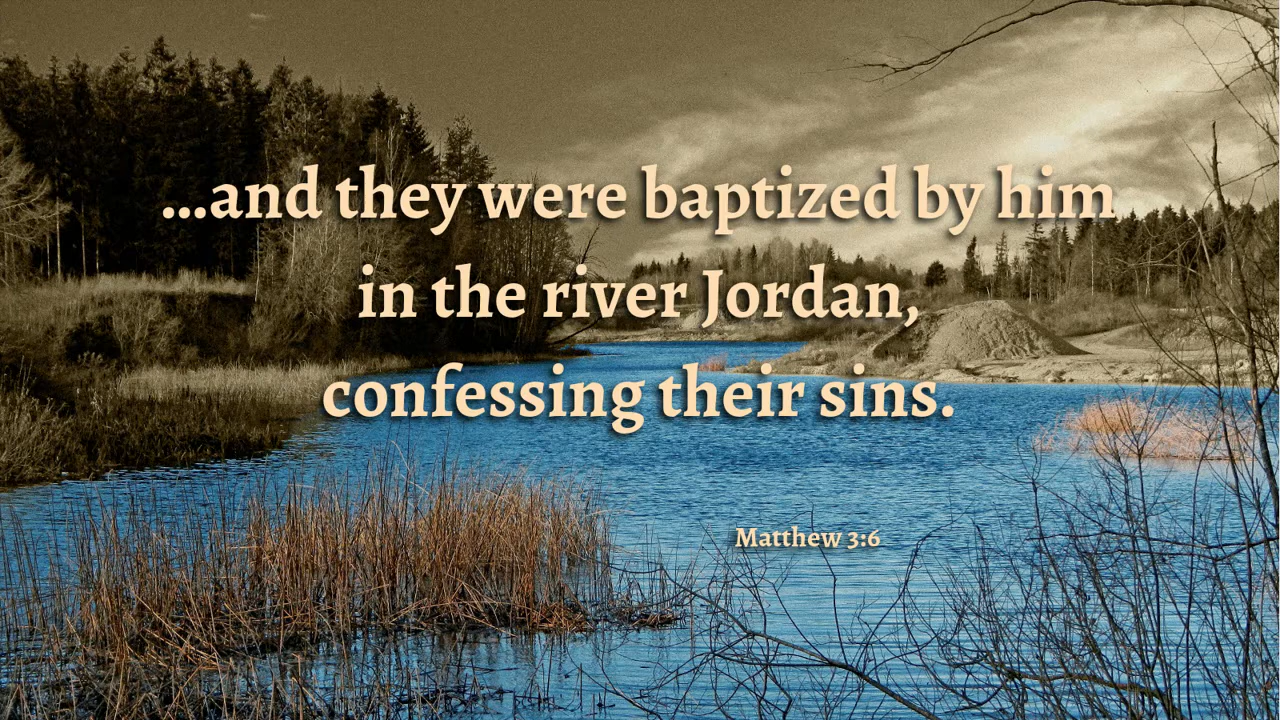 ...and they were baptized by him
in the river Jordan,
confessing their sins.
Matthew 3:6